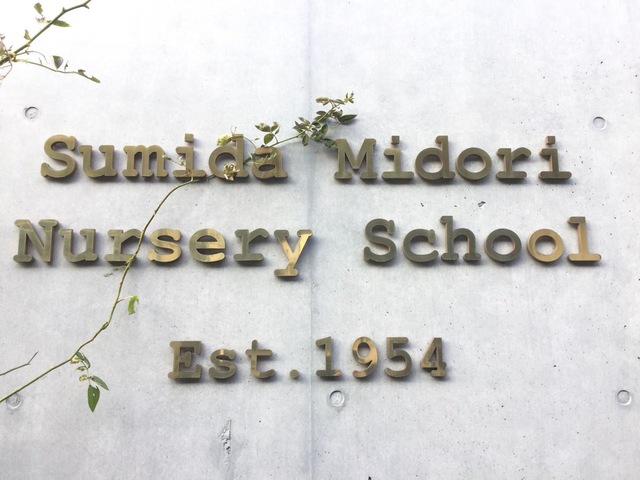 Sumida Midori
Nursery School
Est.1954